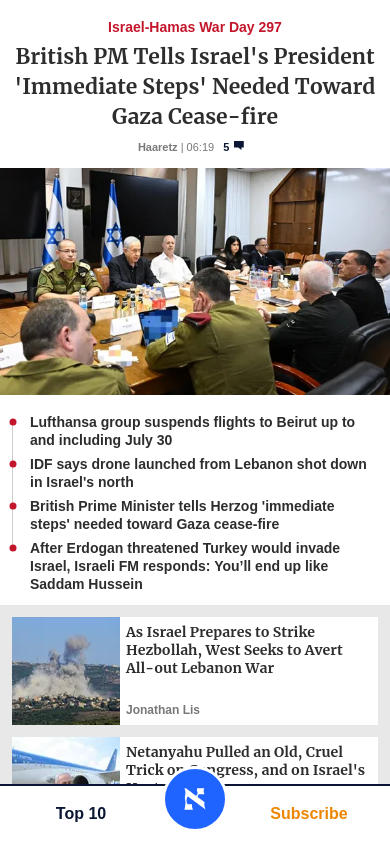 Israel-Hamas War Day 297
British PM Tells Israel's President
'Immediate Steps' Needed Toward
Gaza Cease-fire
Haaretz | 06:19 5
Lufthansa group suspends flights to Beirut up to
and including July 30
IDF says drone launched from Lebanon shot down
in Israel's north
British Prime Minister tells Herzog 'immediate
steps' needed toward Gaza cease-fire
After Erdogan threatened Turkey would invade
Israel, Israeli FM responds: You’ll end up like
Saddam Hussein
As Israel Prepares to Strike
Hezbollah, West Seeks to Avert
All-out Lebanon War
Jonathan Lis
Netanyahu Pulled an Old, Cruel
Trick on Congress, and on Israel's
Top 10
Subscribe